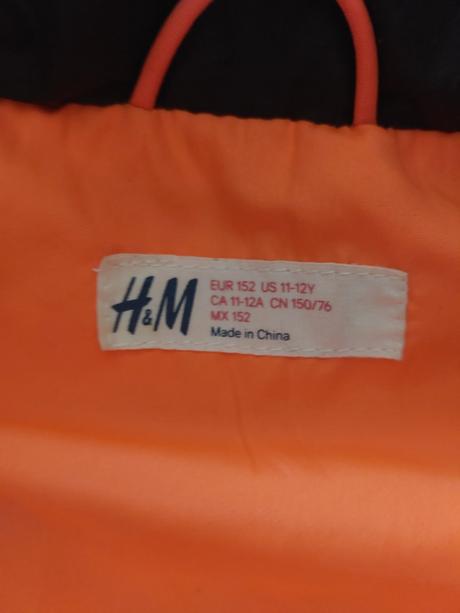 H&M
EUR 152 US 11-12Y
CA 11-12A CN 150/76
MX 152
Made in China